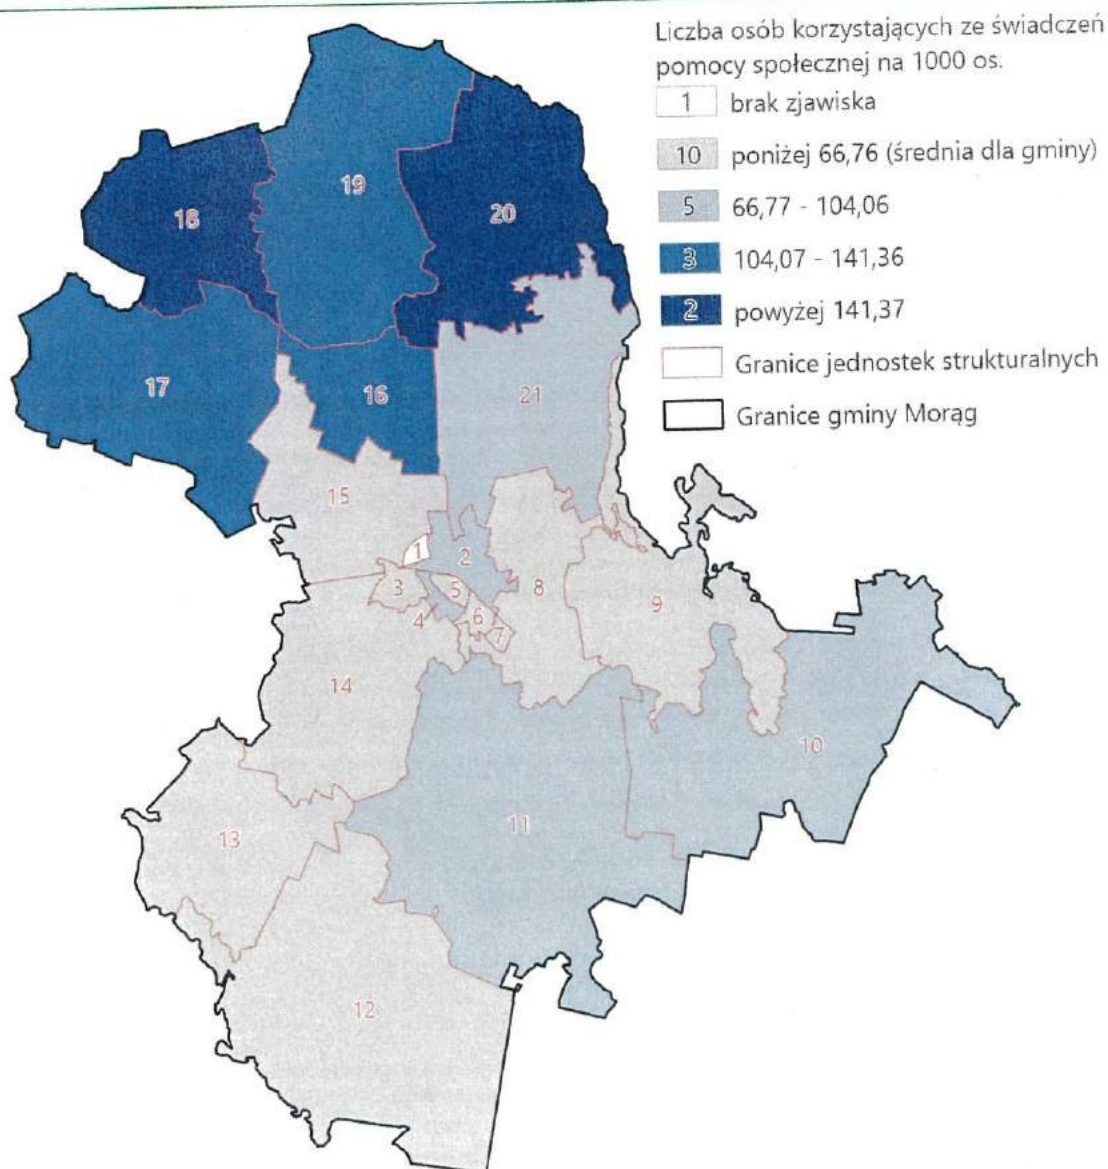 Liczba osób korzystających ze świadczeń
pomocy społecznej na 1000 os.
1 brak zjawiska
10 poniżej 66,76 (średnia dla gminy)
5 66,77 - 104,06
3 104,07 - 141,36
2 powyżej 141,37
Granice jednostek strukturalnych
Granice gminy Morąg
19
18
20
17
16
21
15
1
2
3
5
8
4
6
7
9
14
10
11
13
12